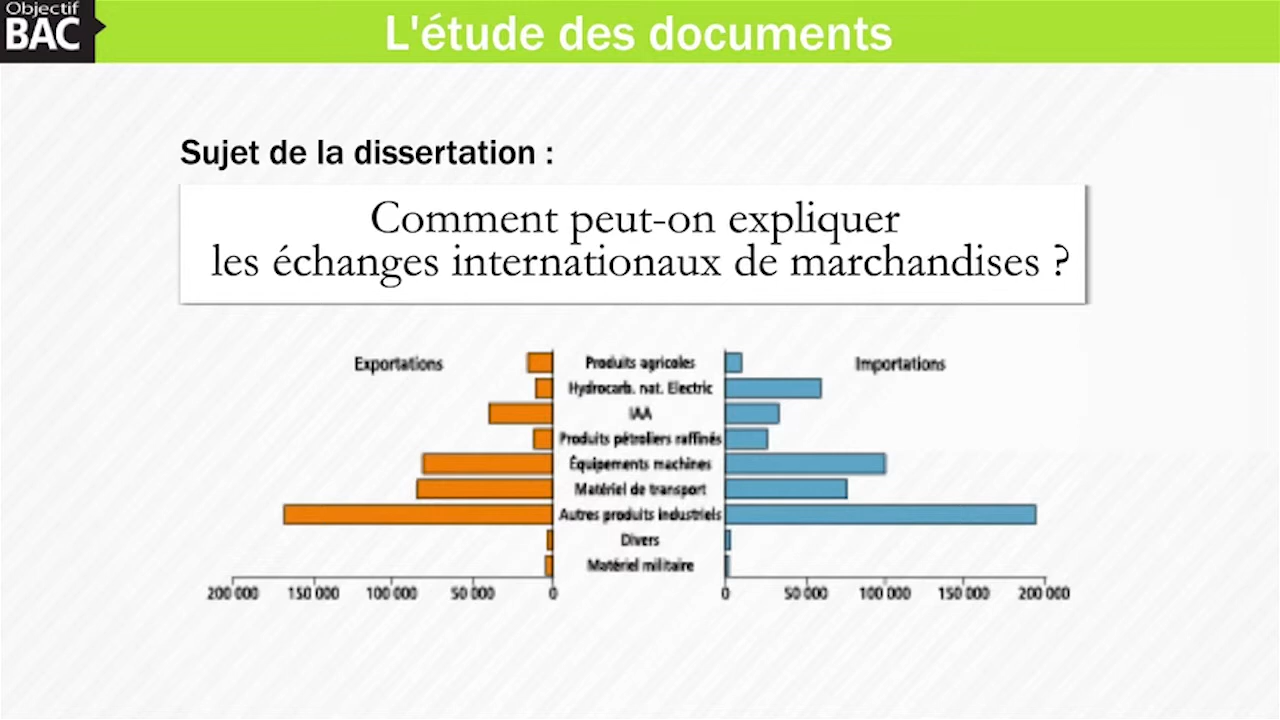 Objectif
BAC
L'étude des documents
Sujet de la dissertation :
Comment peut-on expliquer
les échanges internationaux de marchandises ?
Exportations
Produits agricoles
Importations
Hydrocarb. nat. Electric
IAA
Produits pétroliers raffinés
Équipements machines
Matériel de transport
Autres produits industriels
Divers
Matériel militaire
200 000 150 000 100 000 50 000 0
0 50 000 100 000 150 000 200 000